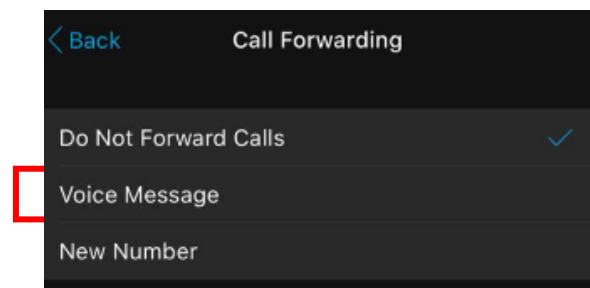 Back
Call Forwarding
Do Not Forward Calls
Voice Message
New Number